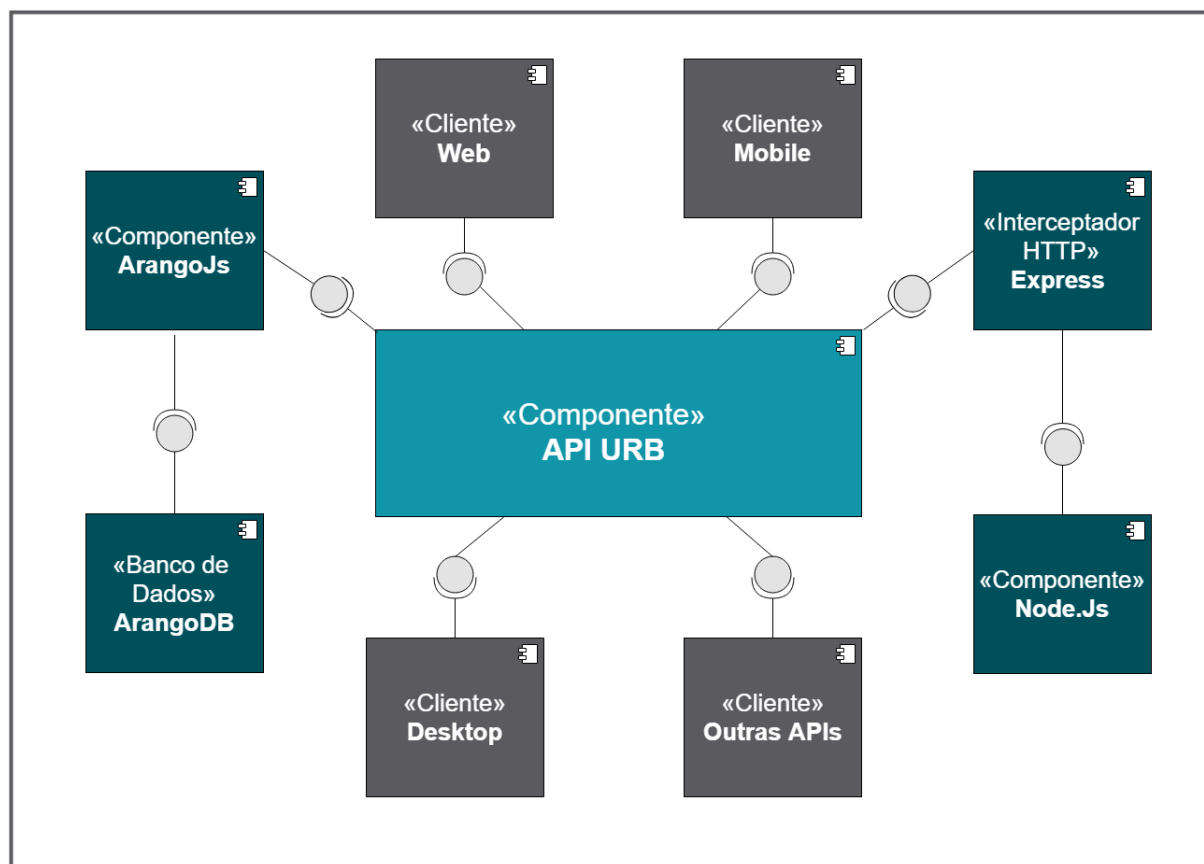 «Cliente»
Web
«Cliente»
Mobile
«Componente»
ArangoJs
«Interceptador
HTTP»
Express
«Componente»
API URB
«Banco de
Dados»
ArangoDB
«Componente»
Node.Js
«Cliente»
Desktop
«Cliente»
Outras APIs